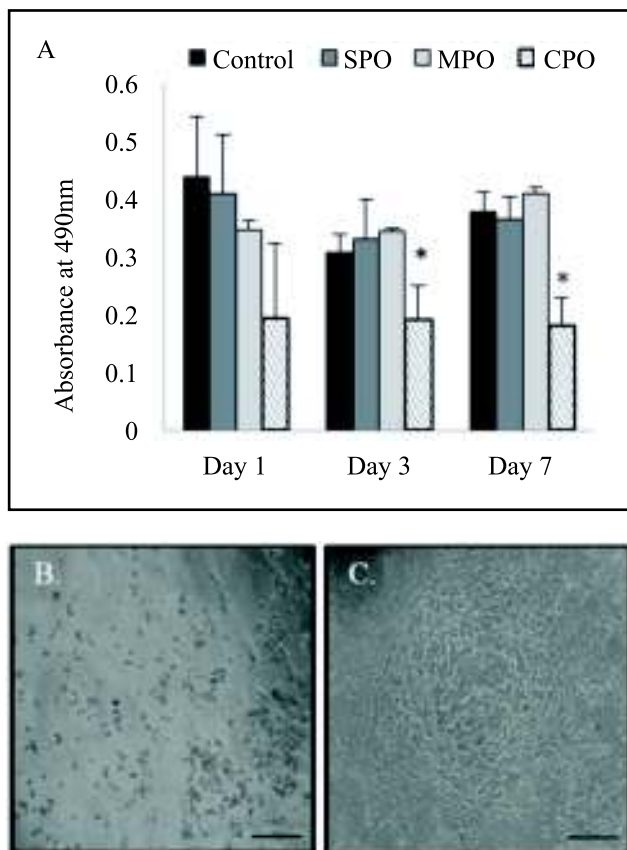 A
Control SPO MPO CPO
0.6
0.5
0.4
0.3
0.2
0.1
0
Absorbance at 490nm
*
*
Day 1 Day 3 Day 7
B. C.